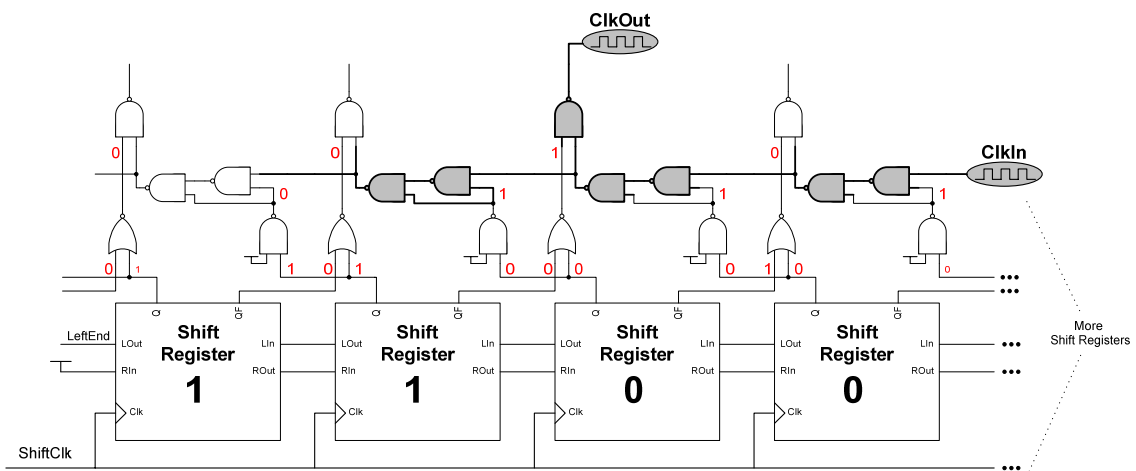 ClkOut
0
0
1
0
ClkIn
0
1
1
1
0
1
1
0
1
0
0
0
0
1
0
0
Q
QF
Q
QF
Q
QF
Q
QF
LeftEnd
LOut
Shift
Register
1
LIn
RIn
ROut
Clk
LOut
Shift
Register
1
LIn
RIn
ROut
Clk
LOut
Shift
Register
0
LIn
RIn
ROut
Clk
LOut
Shift
Register
0
LIn
RIn
ROut
Clk
More
Shift Registers
ShiftClk